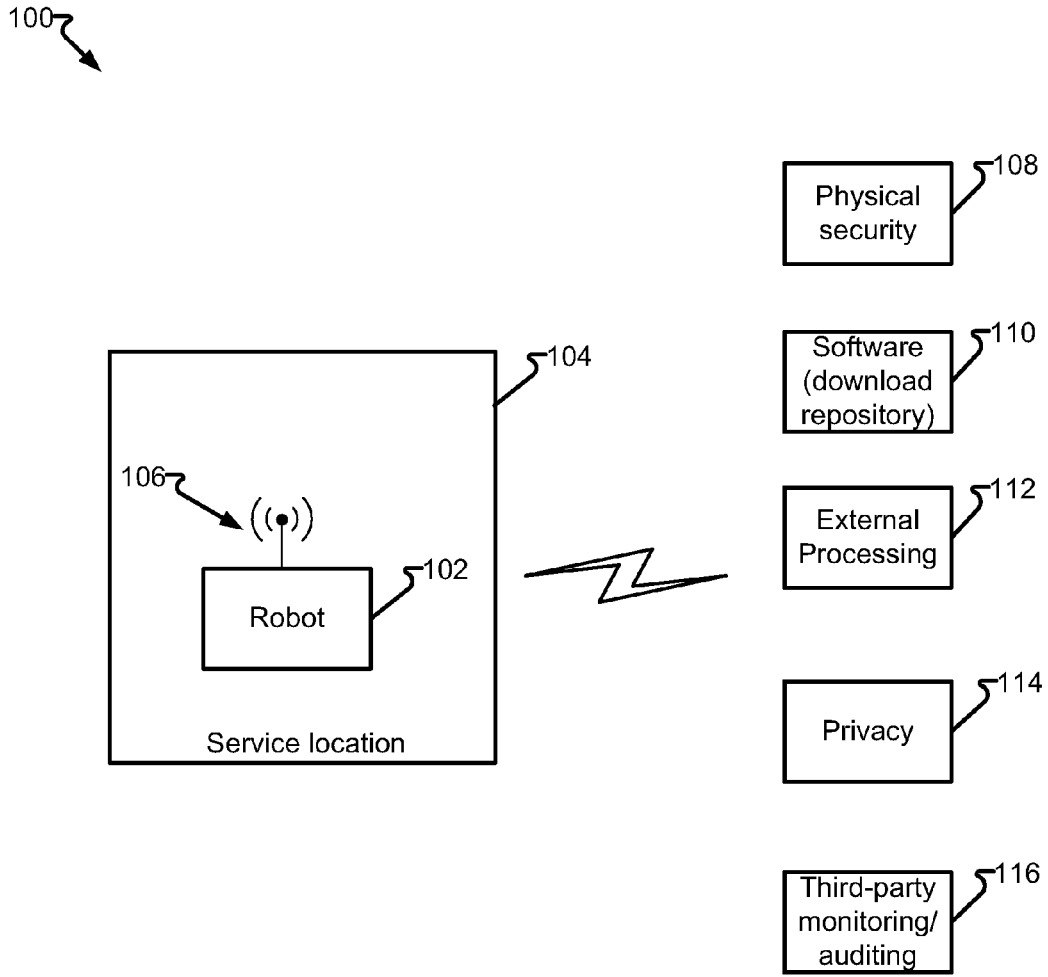 100
108
Physical
security
110
Software
(download
repository)
104
112
External
Processing
106
102
Robot
114
Privacy
Service location
116
Third-party
monitoring/
auditing